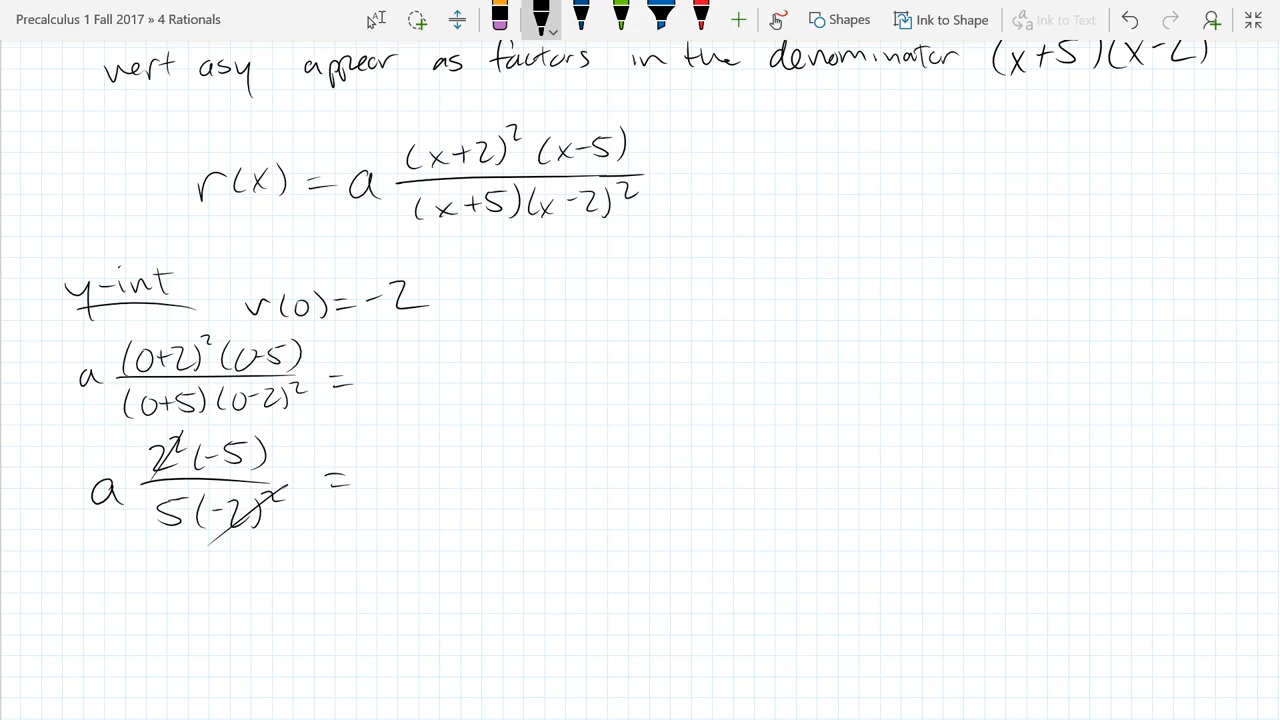 Precalculus 1 Fall 2017 » 4 Rationals
Shapes
Ink to Shape
Ink to Text
vert asy appear as factors in the denominator (x+5)(x-2)
r(x) = a (x+2)² (x-5) / (x+5)(x-2)²
y-int r(0) = -2
a (0+2)² (0-5) / (0+5)(0-2)² =
a 2²(-5) / 5(-2)² =